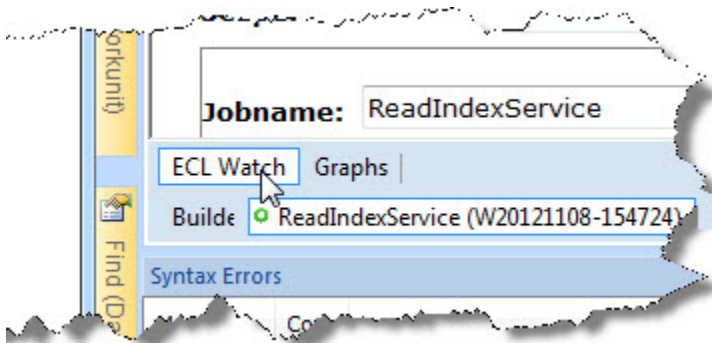 orkunit)
Jobname: ReadIndexService
ECL Watch Graphs
Builde ReadIndexService (W20121108-154724)
Find (Da
Syntax Errors
Co